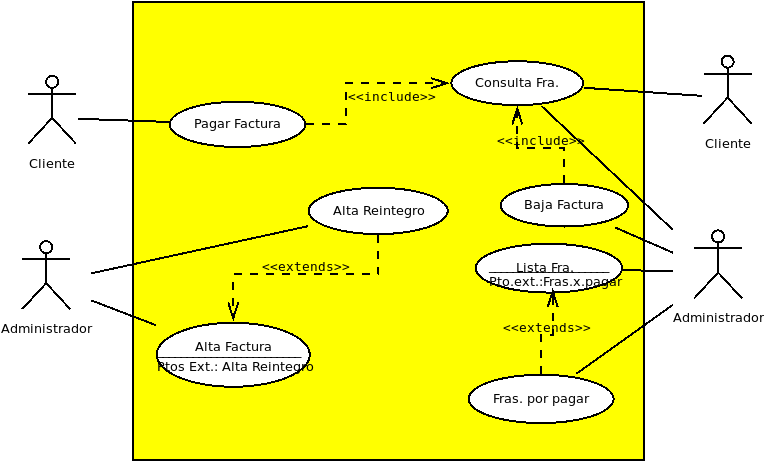 Consulta Fra.
<<include>>
Pagar Factura
Cliente
Cliente
<<include>>
Alta Reintegro
Baja Factura
<<extends>>
Lista Fra.
Pto.ext.:Fras.x.pagar
Administrador
Administrador
<<extends>>
Alta Factura
Ptos Ext.: Alta Reintegro
Fras. por pagar